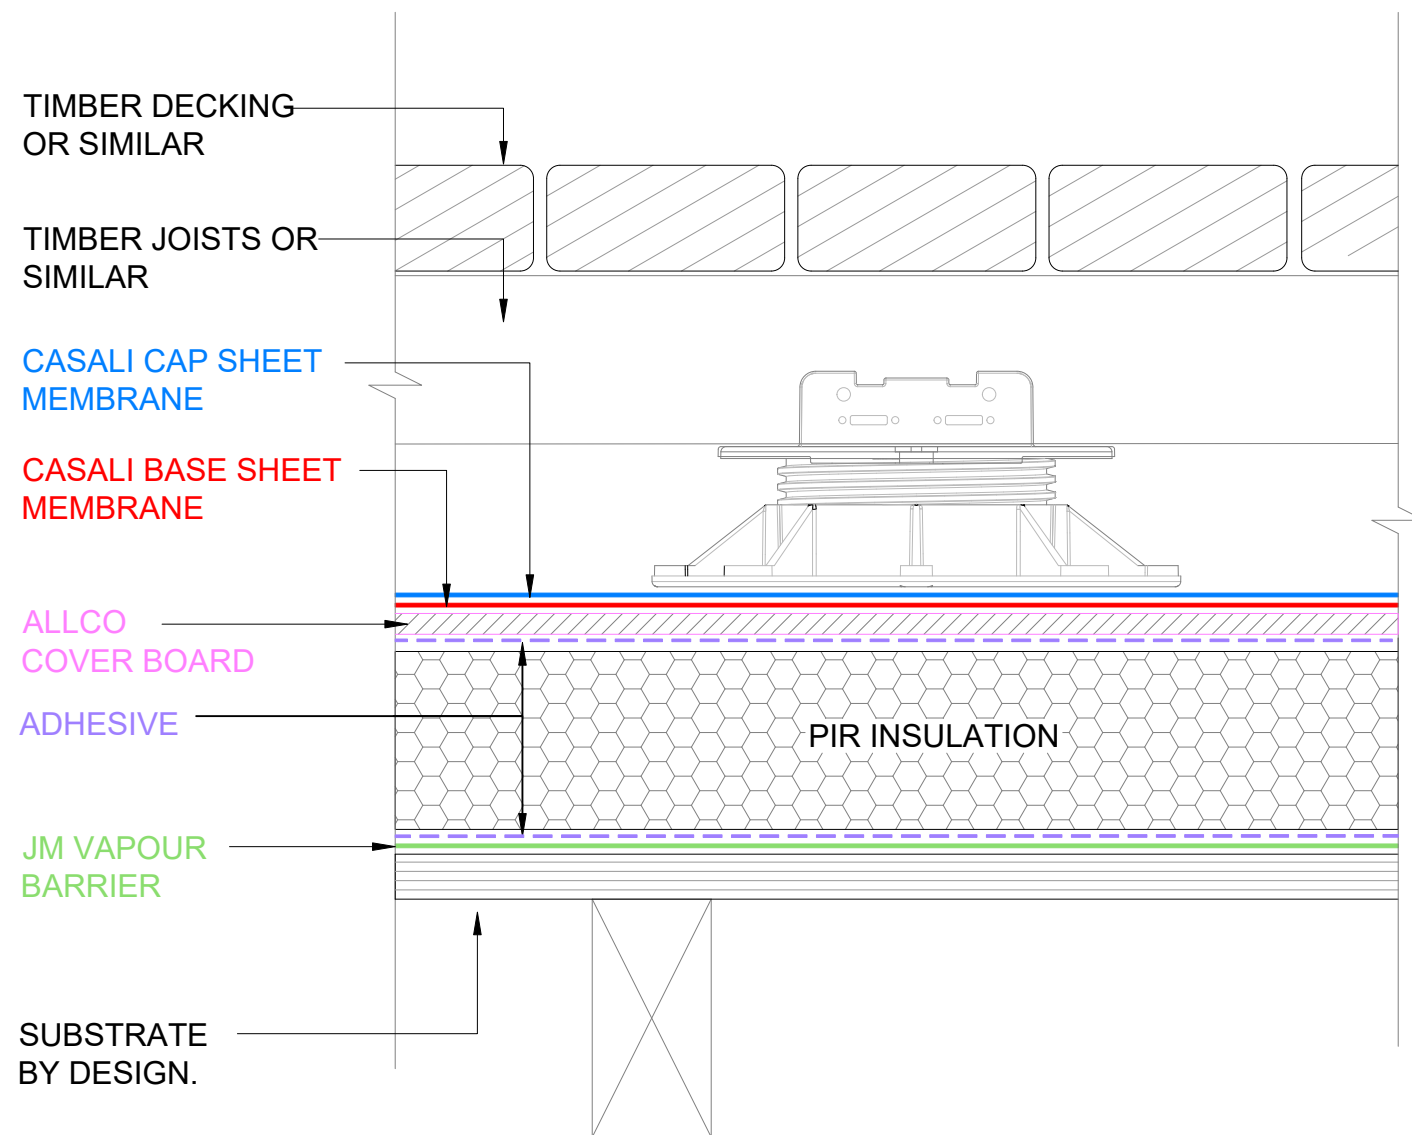 TIMBER DECKING
OR SIMILAR
TIMBER JOISTS OR
SIMILAR
CASALI CAP SHEET
MEMBRANE
CASALI BASE SHEET
MEMBRANE
ALLCO
COVER BOARD
ADHESIVE
PIR INSULATION
JM VAPOUR
BARRIER
SUBSTRATE
BY DESIGN.